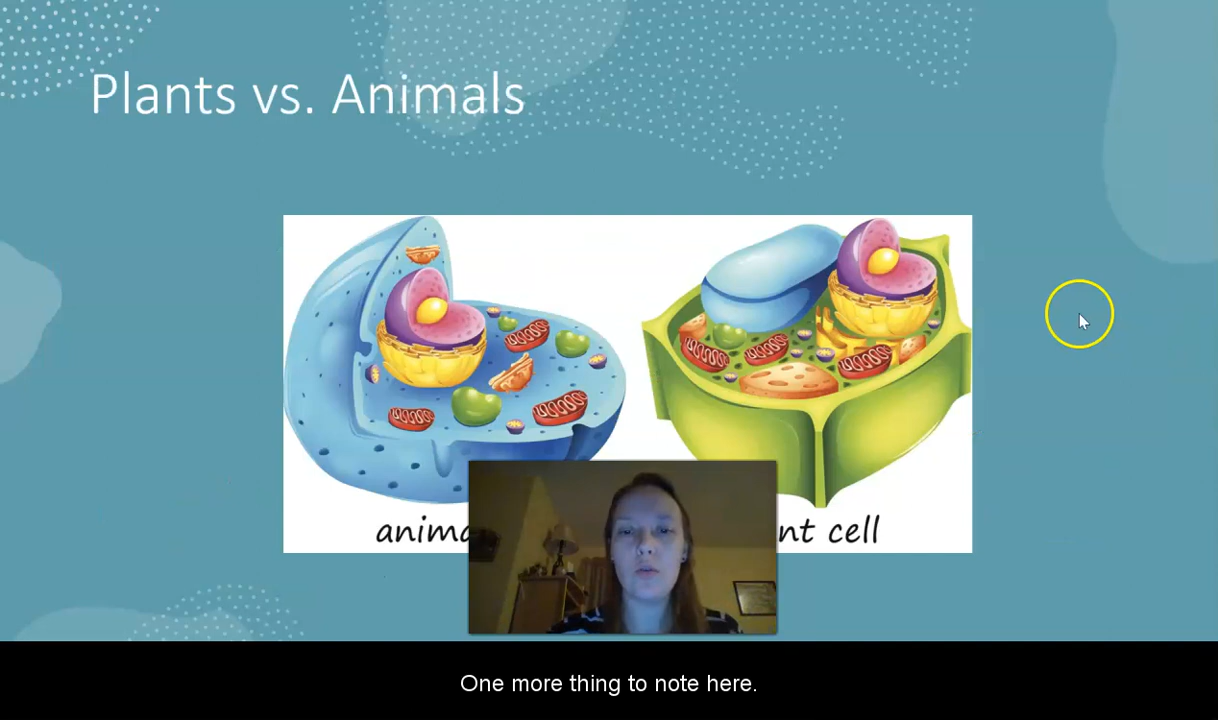 Plants vs. Animals
anima
nt cell
One more thing to note here.